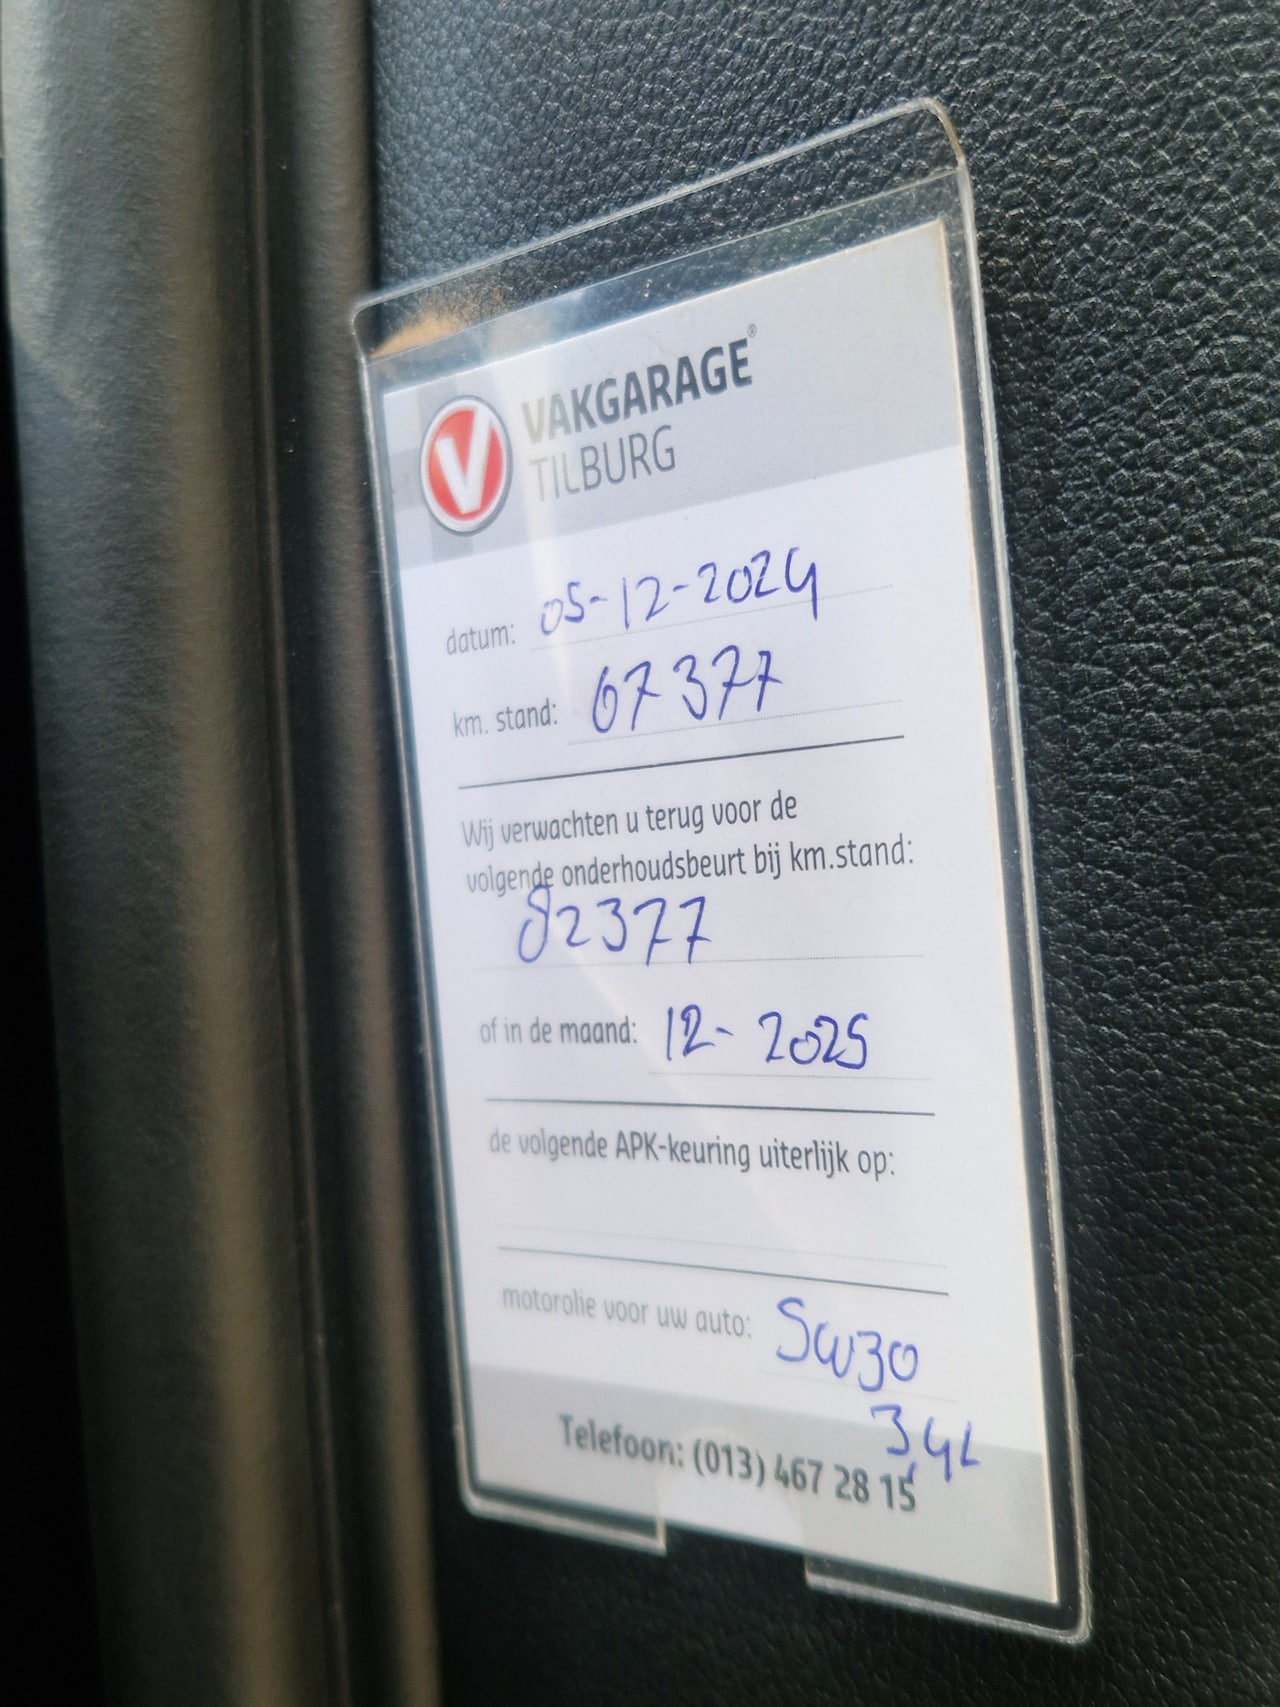 V VAKGARAGE®
TILBURG
datum: 05-12-2024
km. stand: 67377
Wij verwachten u terug voor de
volgende onderhoudsbeurt bij km.stand:
82377
of in de maand: 12-2025
de volgende APK-keuring uiterlijk op:
motorolie voor uw auto: 5w30
3,4L
Telefoon: (013) 467 28 15